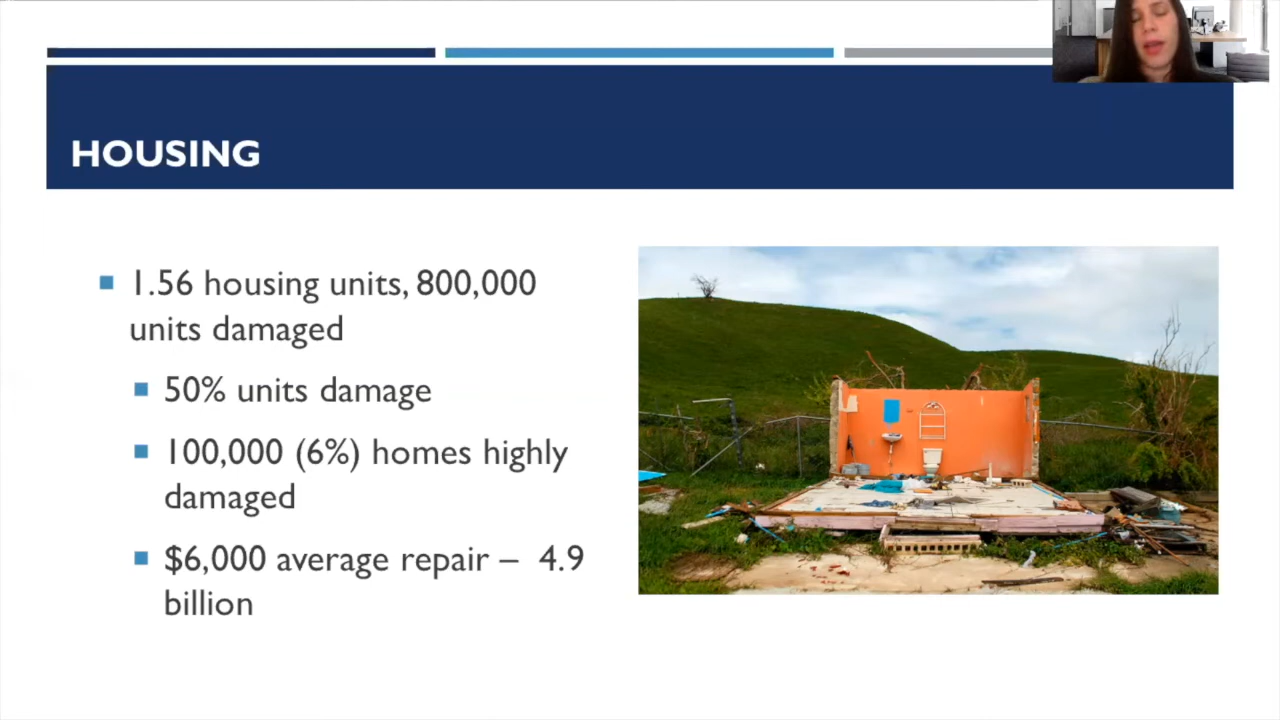 HOUSING
1.56 housing units, 800,000
units damaged
50% units damage
100,000 (6%) homes highly
damaged
$6,000 average repair – 4.9
billion